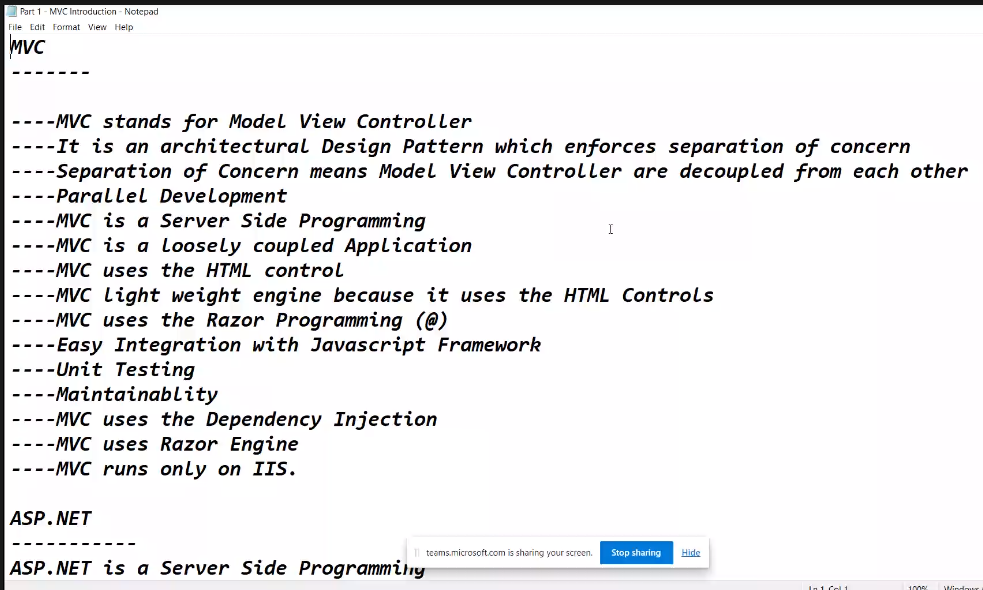 Part 1 - MVC Introduction - Notepad
File Edit Format View Help
MVC
-------
----MVC stands for Model View Controller
----It is an architectural Design Pattern which enforces separation of concern
----Separation of Concern means Model View Controller are decoupled from each other
----Parallel Development
----MVC is a Server Side Programming
----MVC is a loosely coupled Application
----MVC uses the HTML control
----MVC light weight engine because it uses the HTML Controls
----MVC uses the Razor Programming (@)
----Easy Integration with Javascript Framework
----Unit Testing
----Maintainablity
----MVC uses the Dependency Injection
----MVC uses Razor Engine
----MVC runs only on IIS.
ASP.NET
-----------
teams.microsoft.com is sharing your screen. Stop sharing Hide
ASP.NET is a Server Side Programming
Ln 1, Col 1 100% Windows